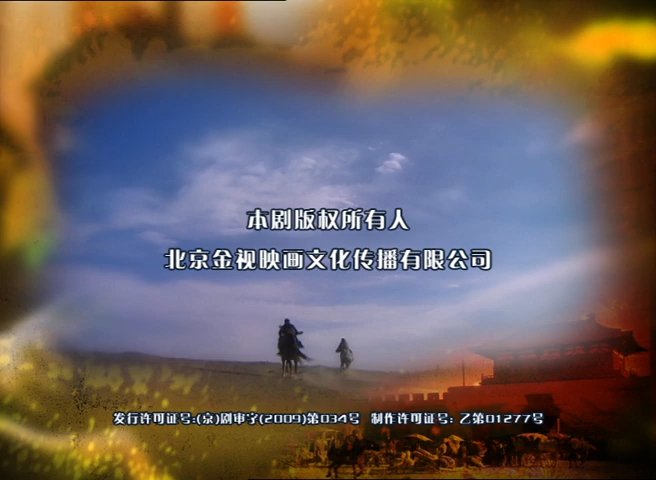 本剧版权所有人
北京金视映画文化传播有限公司
发行许可证号:(京)剧审字(2009)第034号 制作许可证号: 乙第01277号